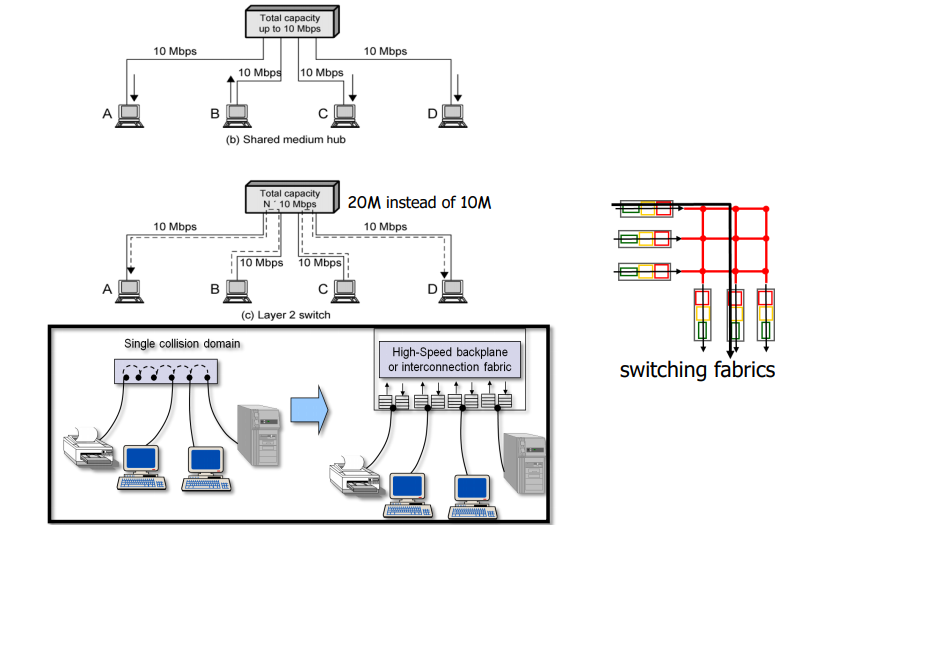 Total capacity
up to 10 Mbps
10 Mbps
10 Mbps
10 Mbps
10 Mbps
A
B
C
D
(b) Shared medium hub
Total capacity
N ˙ 10 Mbps
20M instead of 10M
10 Mbps
10 Mbps
10 Mbps
10 Mbps
A
B
C
D
(c) Layer 2 switch
Single collision domain
High-Speed backplane
or interconnection fabric
switching fabrics